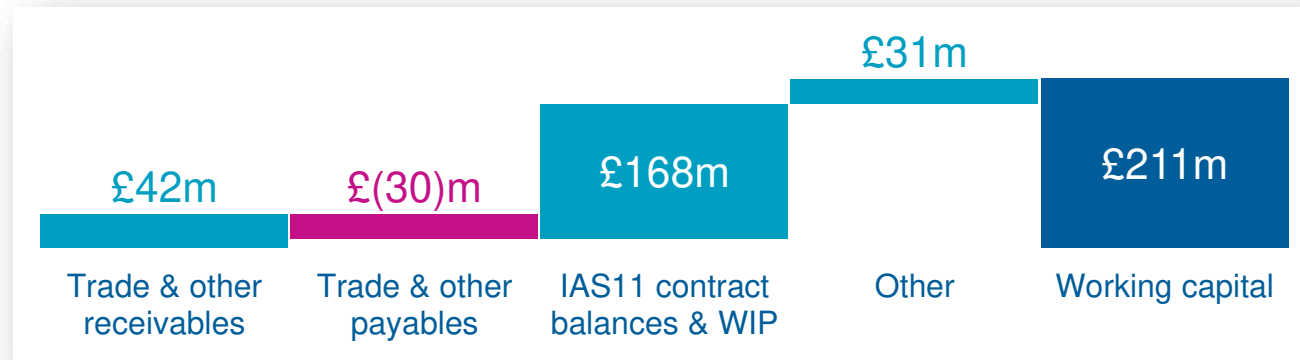 £42m
£(30)m
£168m
£31m
£211m
Trade & other
receivables
Trade & other
payables
IAS11 contract
balances & WIP
Other
Working capital